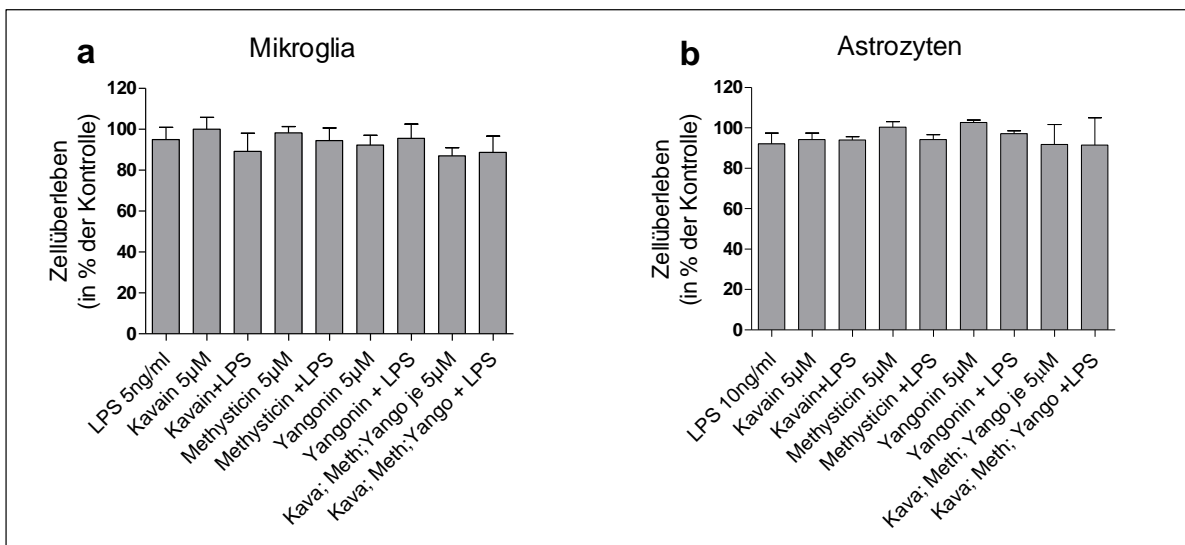 a
Mikroglia
Zellüberleben
(in % der Kontrolle)
120
100
80
60
40
20
0
LPS 5ng/ml
Kavain 5µM
Kavain+LPS
Methysticin 5µM
Methysticin +LPS
Yangonin 5µM
Yangonin + LPS
Kava; Meth;Yango je 5µM
Kava; Meth;Yango + LPS
b
Astrozyten
Zellüberleben
(in % der Kontrolle)
120
100
80
60
40
20
0
LPS 10ng/ml
Kavain 5µM
Kavain+LPS
Methysticin 5µM
Methysticin +LPS
Yangonin 5µM
Yangonin + LPS
Kava; Meth; Yango je 5µM
Kava; Meth; Yango +LPS